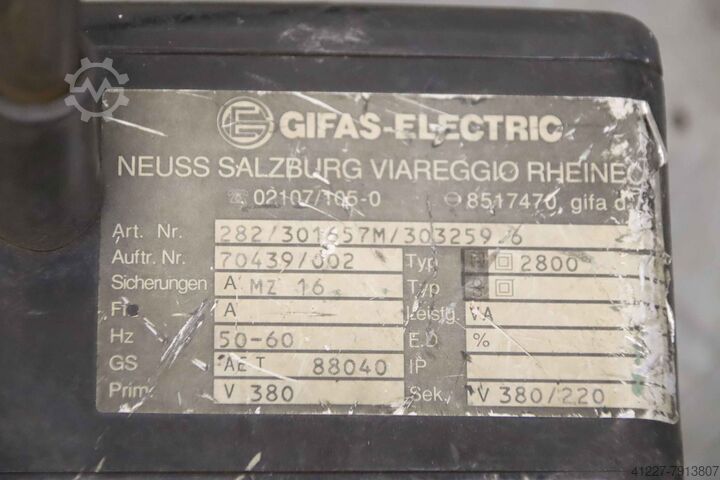 GIFAS-ELECTRIC
NEUSS SALZBURG VIAREGGIO RHEINEC
02107/105-0 8517470 gifa d
Art. Nr. 282/301657M/303259/6
Auftr. Nr. 70439/002 Typ 2800
Sicherungen A MZ 16 Typ
FI A Leistg. VA
Hz 50-60 E.D %
GS AET 88040 IP
Prim. V 380 Sek. V 380/220
41227-7913807